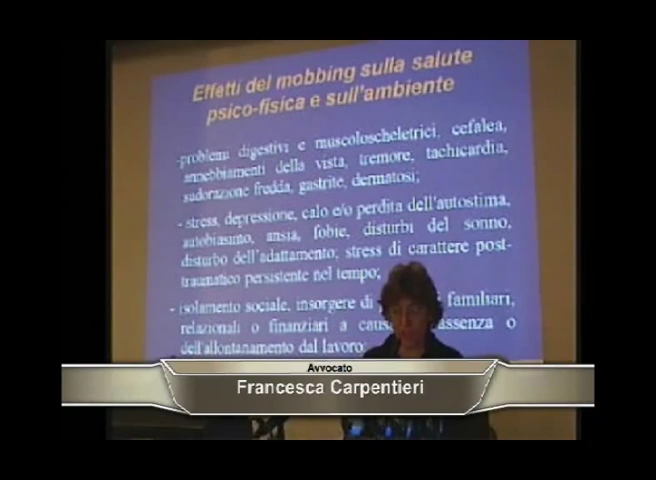 Effetti del mobbing sulla salute
psico-fisica e sull'ambiente
-problemi digestivi e muscoloscheletrici, cefalea,
annebbiamenti della vista, tremore, tachicardia,
sudorazione fredda, gastrite, dermatosi;
- stress, depressione, calo e/o perdita dell'autostima,
autobiasimo, ansia, fobie, disturbi del sonno,
disturbo dell'adattamento; stress di carattere post-
traumatico persistente nel tempo;
- isolamento sociale, insorgere di familiari,
relazionali o finanziari a assenza o
dell'allontanamento dal lavoro;
Avvocato
Francesca Carpentieri